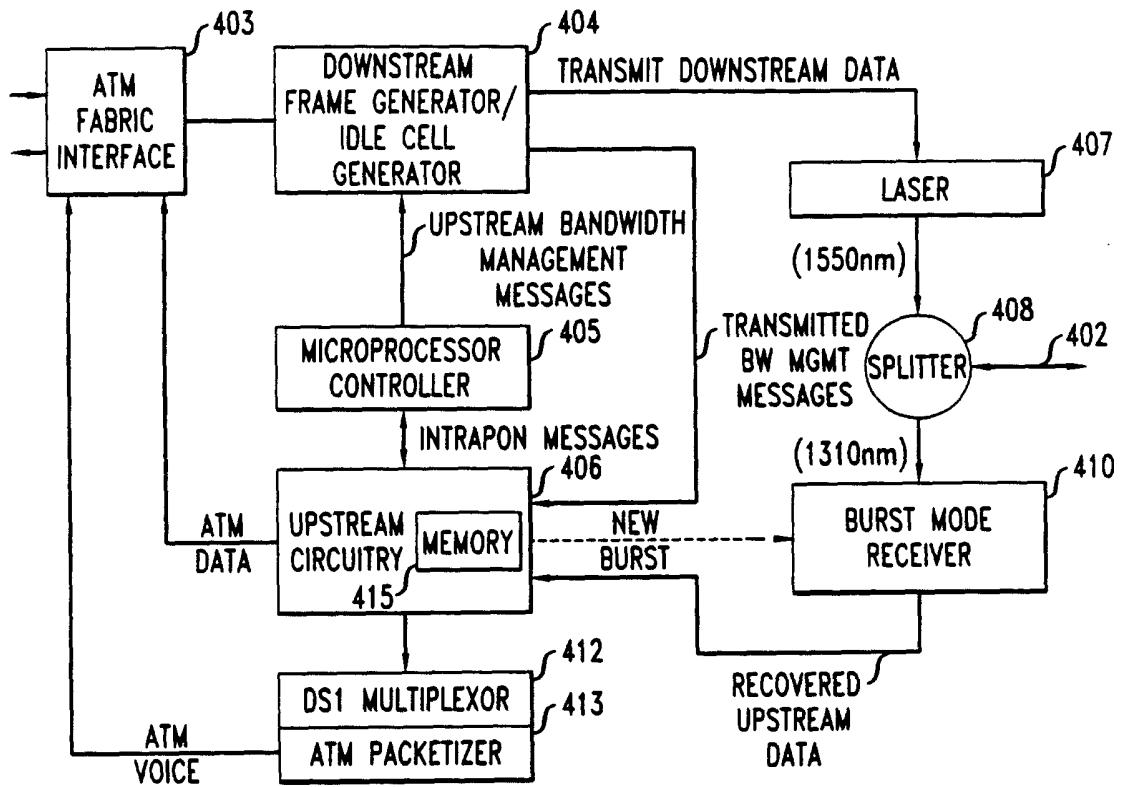 403
ATM
FABRIC
INTERFACE
404
DOWNSTREAM
FRAME GENERATOR/
IDLE CELL
GENERATOR
TRANSMIT DOWNSTREAM DATA
407
LASER
(1550nm)
UPSTREAM BANDWIDTH
MANAGEMENT
MESSAGES
405
MICROPROCESSOR
CONTROLLER
TRANSMITTED
BW MGMT
MESSAGES
408
SPLITTER
402
(1310nm)
INTRAPON MESSAGES
406
UPSTREAM
CIRCUITRY
MEMORY
415
ATM
DATA
NEW
BURST
410
BURST MODE
RECEIVER
412
DS1 MULTIPLEXOR
413
ATM PACKETIZER
ATM
VOICE
RECOVERED
UPSTREAM
DATA